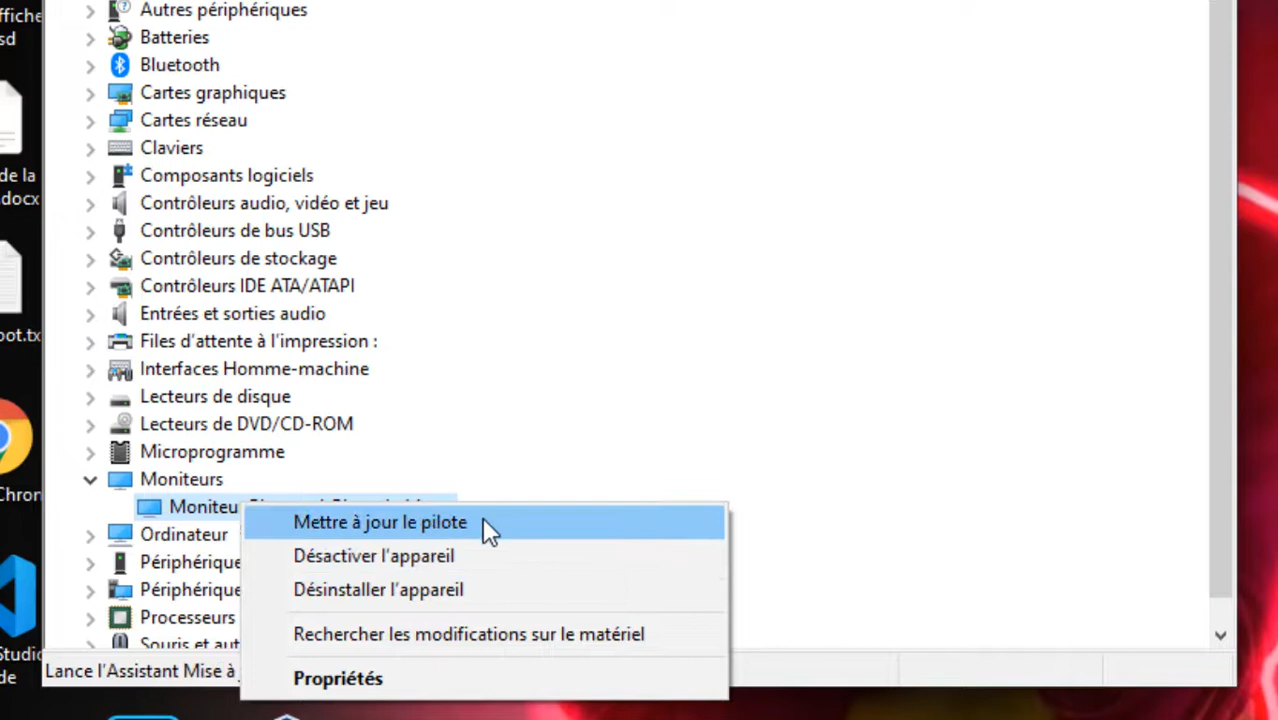 ffiche
sd
de la
.docx
oot.tx
Chron
Studio
de
Autres périphériques
Batteries
Bluetooth
Cartes graphiques
Cartes réseau
Claviers
Composants logiciels
Contrôleurs audio, vidéo et jeu
Contrôleurs de bus USB
Contrôleurs de stockage
Contrôleurs IDE ATA/ATAPI
Entrées et sorties audio
Files d'attente à l'impression :
Interfaces Homme-machine
Lecteurs de disque
Lecteurs de DVD/CD-ROM
Microprogramme
Moniteurs
Moniteu
Ordinateur
Périphérique
Périphérique
Processeurs
Souris et aut
Lance l'Assistant Mise à
Mettre à jour le pilote
Désactiver l'appareil
Désinstaller l'appareil
Rechercher les modifications sur le matériel
Propriétés